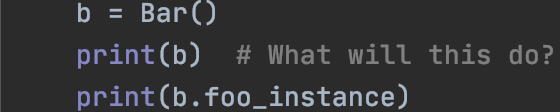 b = Bar()
print(b)  # What will this do?
print(b.foo_instance)